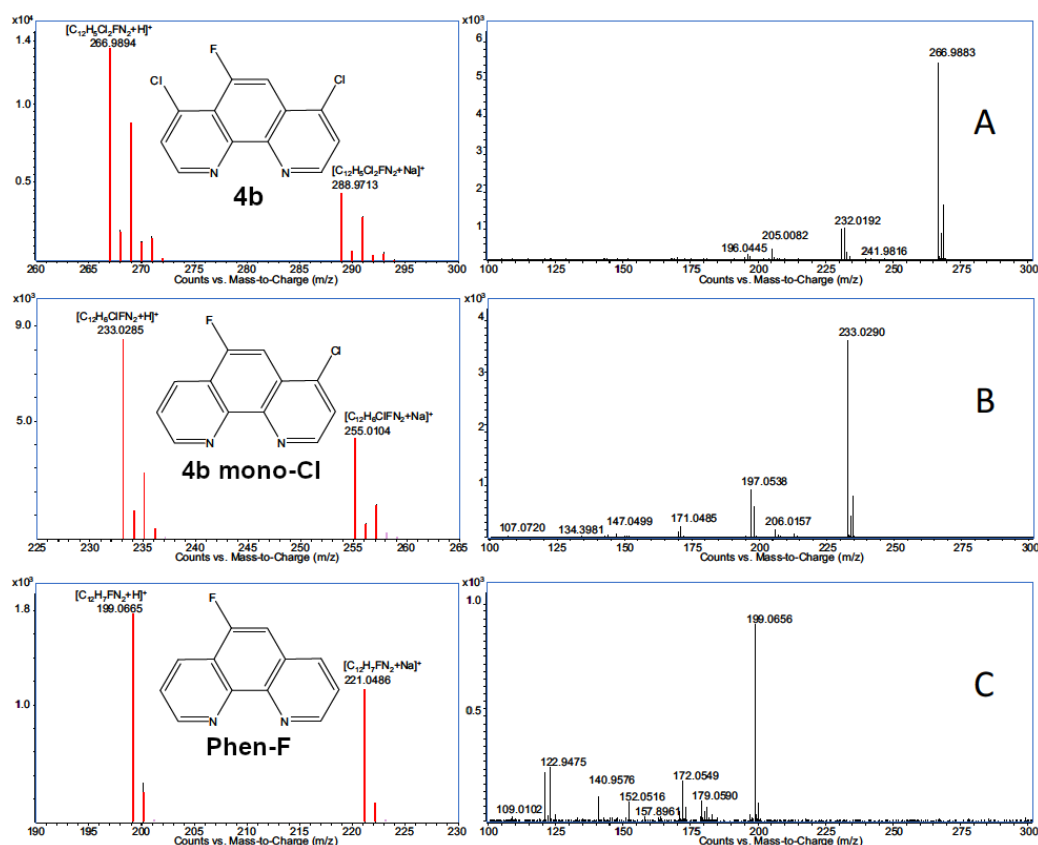 x10⁴
[C₁₂H₅Cl₂FN₂+H]⁺
266.9894
1.4
1.0
0.5
F
Cl
Cl
N
N
4b
[C₁₂H₅Cl₂FN₂+Na]⁺
288.9713
260 265 270 275 280 285 290 295 300
Counts vs. Mass-to-Charge (m/z)
x10³
6
5
4
3
2
1
0
266.9883
A
232.0192
205.0082
196.0445
241.9816
100 125 150 175 200 225 250 275 300
Counts vs. Mass-to-Charge (m/z)
x10³
[C₁₂H₆ClFN₂+H]⁺
233.0285
9.0
5.0
F
Cl
N
N
4b mono-Cl
[C₁₂H₆ClFN₂+Na]⁺
255.0104
225 230 235 240 245 250 255 260 265
Counts vs. Mass-to-Charge (m/z)
x10³
4
3
2
1
0
233.0290
B
197.0538
171.0485
147.0499
206.0157
134.3981
107.0720
100 125 150 175 200 225 250 275 300
Counts vs. Mass-to-Charge (m/z)
x10³
[C₁₂H₇FN₂+H]⁺
199.0665
1.8
1.0
F
N
N
Phen-F
[C₁₂H₇FN₂+Na]⁺
221.0486
190 195 200 205 210 215 220 225 230
Counts vs. Mass-to-Charge (m/z)
x10³
1.0
0.5
0
199.0656
C
122.9475
140.9576
172.0549
152.0516
179.0590
157.8961
109.0102
100 125 150 175 200 225 250 275 300
Counts vs. Mass-to-Charge (m/z)